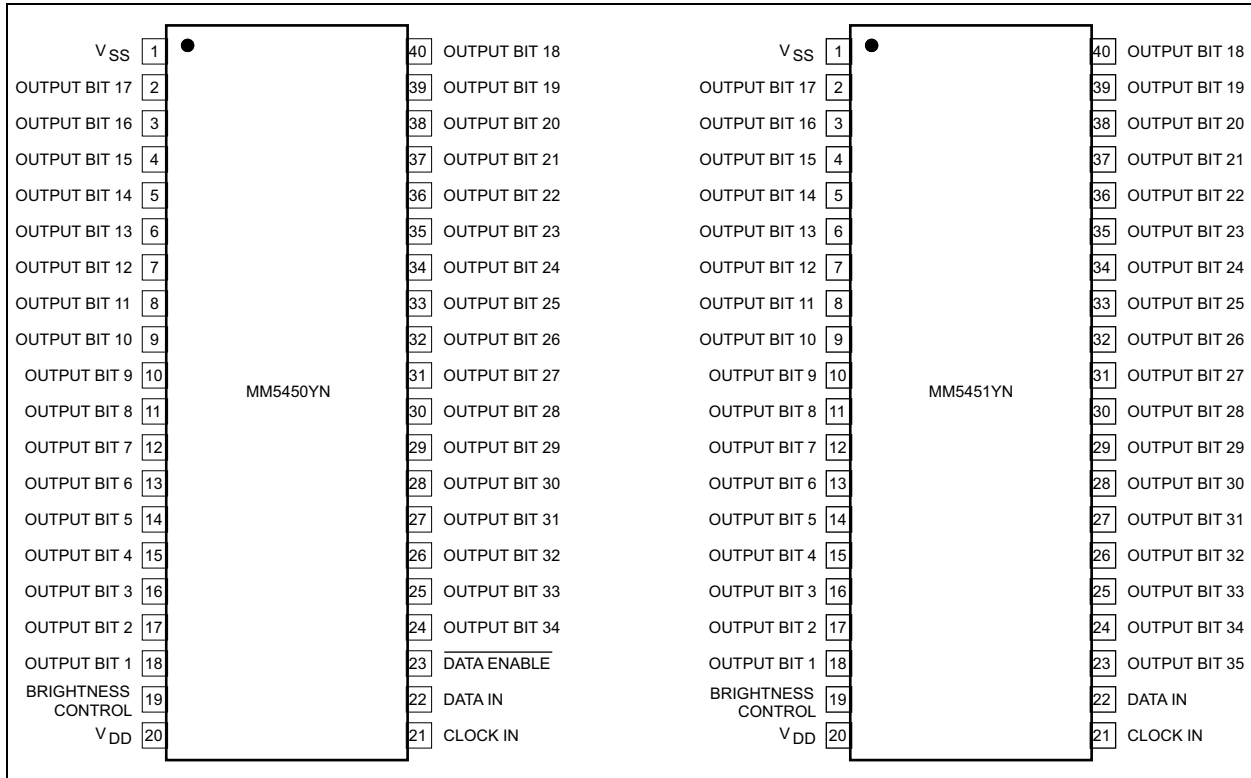 VSS 1
OUTPUT BIT 17 2
OUTPUT BIT 16 3
OUTPUT BIT 15 4
OUTPUT BIT 14 5
OUTPUT BIT 13 6
OUTPUT BIT 12 7
OUTPUT BIT 11 8
OUTPUT BIT 10 9
OUTPUT BIT 9 10
OUTPUT BIT 8 11
OUTPUT BIT 7 12
OUTPUT BIT 6 13
OUTPUT BIT 5 14
OUTPUT BIT 4 15
OUTPUT BIT 3 16
OUTPUT BIT 2 17
OUTPUT BIT 1 18
BRIGHTNESS
CONTROL 19
VDD 20
MM5450YN
40 OUTPUT BIT 18
39 OUTPUT BIT 19
38 OUTPUT BIT 20
37 OUTPUT BIT 21
36 OUTPUT BIT 22
35 OUTPUT BIT 23
34 OUTPUT BIT 24
33 OUTPUT BIT 25
32 OUTPUT BIT 26
31 OUTPUT BIT 27
30 OUTPUT BIT 28
29 OUTPUT BIT 29
28 OUTPUT BIT 30
27 OUTPUT BIT 31
26 OUTPUT BIT 32
25 OUTPUT BIT 33
24 OUTPUT BIT 34
23 DATA ENABLE
22 DATA IN
21 CLOCK IN
VSS 1
OUTPUT BIT 17 2
OUTPUT BIT 16 3
OUTPUT BIT 15 4
OUTPUT BIT 14 5
OUTPUT BIT 13 6
OUTPUT BIT 12 7
OUTPUT BIT 11 8
OUTPUT BIT 10 9
OUTPUT BIT 9 10
OUTPUT BIT 8 11
OUTPUT BIT 7 12
OUTPUT BIT 6 13
OUTPUT BIT 5 14
OUTPUT BIT 4 15
OUTPUT BIT 3 16
OUTPUT BIT 2 17
OUTPUT BIT 1 18
BRIGHTNESS
CONTROL 19
VDD 20
MM5451YN
40 OUTPUT BIT 18
39 OUTPUT BIT 19
38 OUTPUT BIT 20
37 OUTPUT BIT 21
36 OUTPUT BIT 22
35 OUTPUT BIT 23
34 OUTPUT BIT 24
33 OUTPUT BIT 25
32 OUTPUT BIT 26
31 OUTPUT BIT 27
30 OUTPUT BIT 28
29 OUTPUT BIT 29
28 OUTPUT BIT 30
27 OUTPUT BIT 31
26 OUTPUT BIT 32
25 OUTPUT BIT 33
24 OUTPUT BIT 34
23 OUTPUT BIT 35
22 DATA IN
21 CLOCK IN